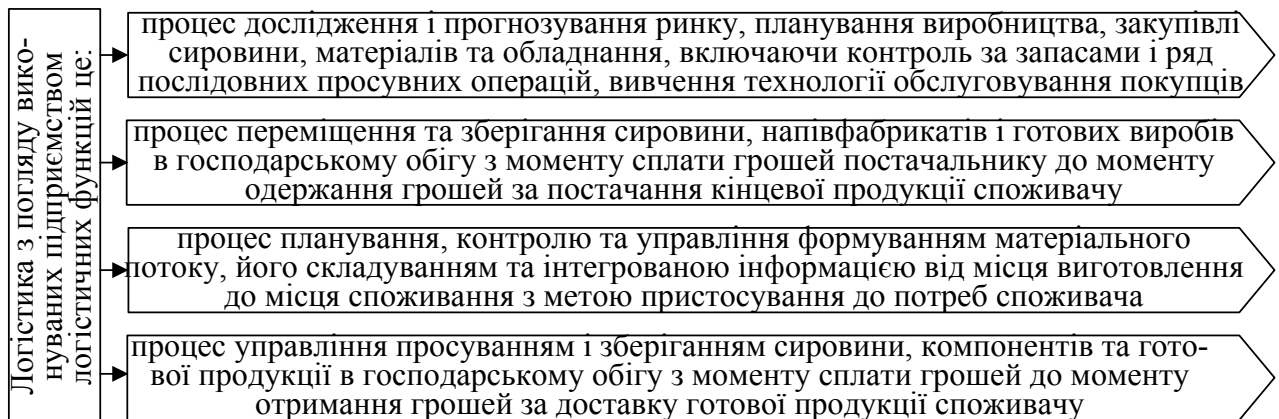 Логістика з погляду вико-
нуваних підприємством
логістичних функцій це:
процес дослідження і прогнозування ринку, планування виробництва, закупівлі
сировини, матеріалів та обладнання, включаючи контроль за запасами і ряд
послідовних просувних операцій, вивчення технології обслуговування покупців
процес переміщення та зберігання сировини, напівфабрикатів і готових виробів
в господарському обігу з моменту сплати грошей постачальнику до моменту
одержання грошей за постачання кінцевої продукції споживачу
процес планування, контролю та управління формуванням матеріального
потоку, його складуванням та інтегрованою інформацією від місця виготовлення
до місця споживання з метою пристосування до потреб споживача
процес управління просуванням і зберіганням сировини, компонентів та гото-
вої продукції в господарському обігу з моменту сплати грошей до моменту
отримання грошей за доставку готової продукції споживачу